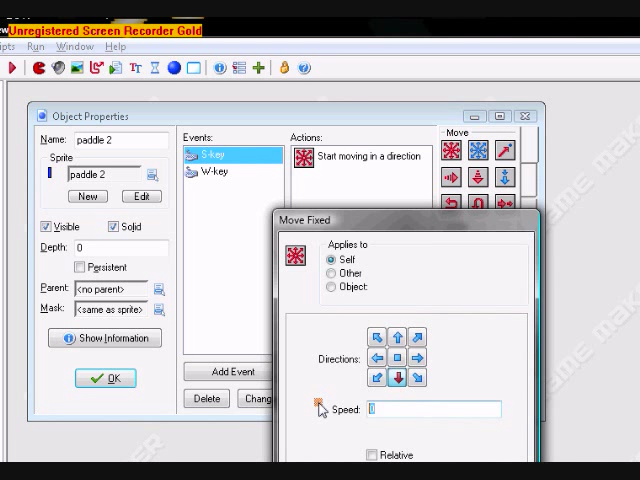 Unregistered Screen Recorder Gold
ipts Run Window Help
Object Properties
Name: paddle 2
Sprite
paddle 2
New Edit
Visible Solid
Depth: 0
Persistent
Parent: <no parent>
Mask: <same as sprite>
Show Information
OK
Events:
S-key
W-key
Add Event
Delete Chang
Actions:
Start moving in a direction
Move
Move Fixed
Applies to
Self
Other
Object:
Directions:
Speed: 0
Relative
GAME MAKER